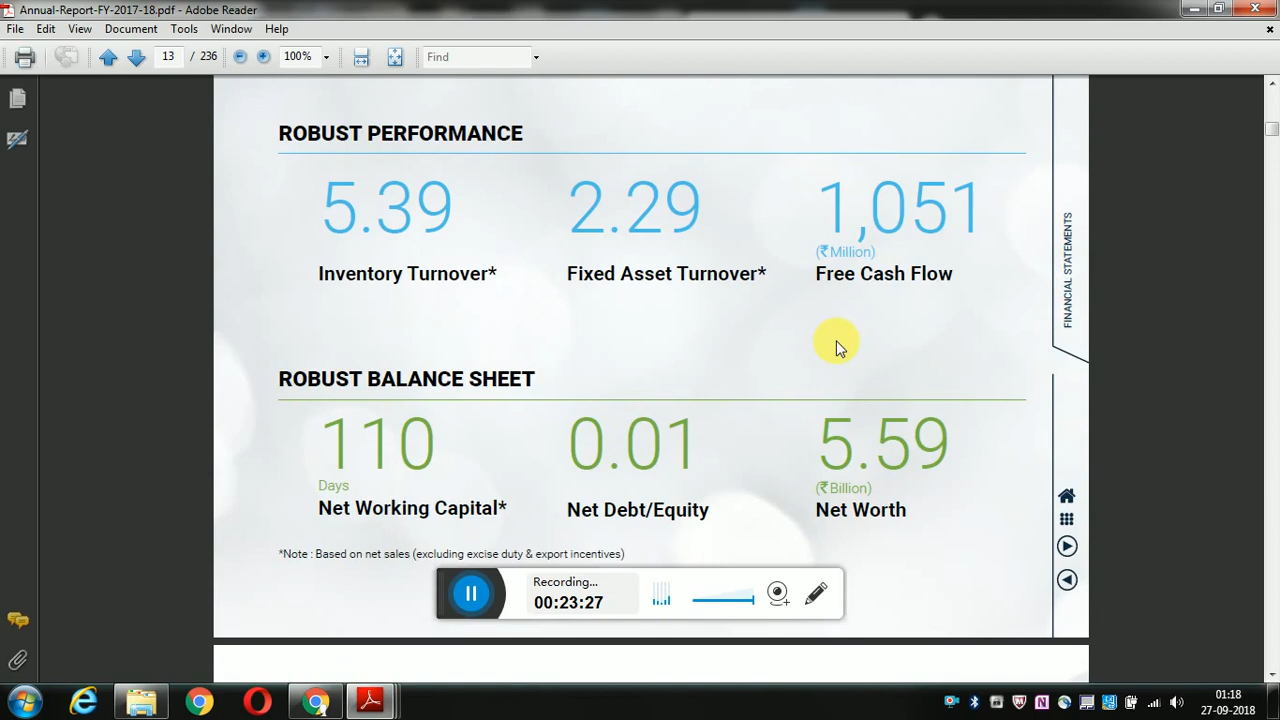 Annual-Report-FY-2017-18.pdf - Adobe Reader
File Edit View Document Tools Window Help
13 / 236 100% Find
ROBUST PERFORMANCE
5.39 2.29 1,051
(₹ Million)
Inventory Turnover* Fixed Asset Turnover* Free Cash Flow
FINANCIAL STATEMENTS
ROBUST BALANCE SHEET
110 0.01 5.59
Days (₹ Billion)
Net Working Capital* Net Debt/Equity Net Worth
*Note : Based on net sales (excluding excise duty & export incentives)
Recording...
00:23:27
01:18
27-09-2018